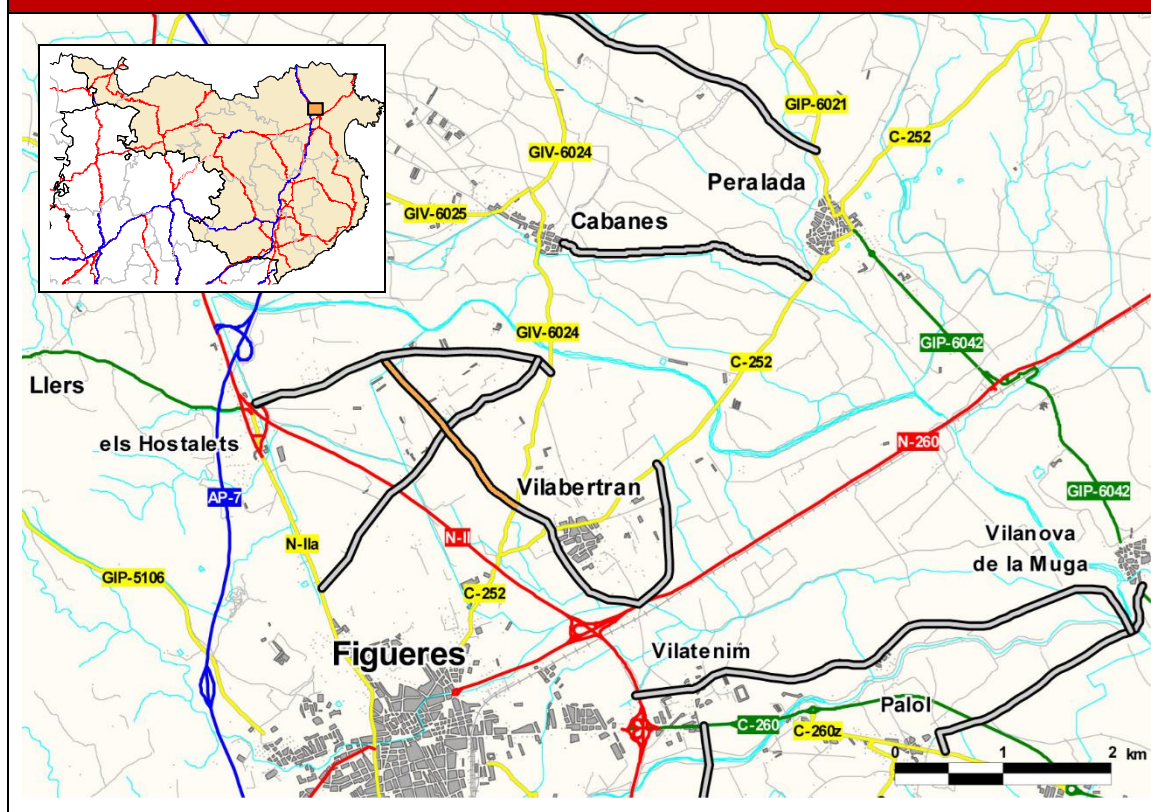 GIP-6021
C-252
GIV-6024
Peralada
GIV-6025
Cabanes
GIV-6024
GIP-6042
C-252
Llers
els Hostalets
N-260
AP-7
Vilabertran
GIP-6042
N-IIa
N-II
Vilanova
de la Muga
GIP-5106
C-252
Figueres
Vilatenim
Palol
C-260
C-260z
0 1 2 km